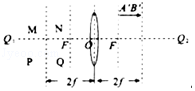 A'B'
M N
Q₁ F O F Q₂
P Q
2f 2f